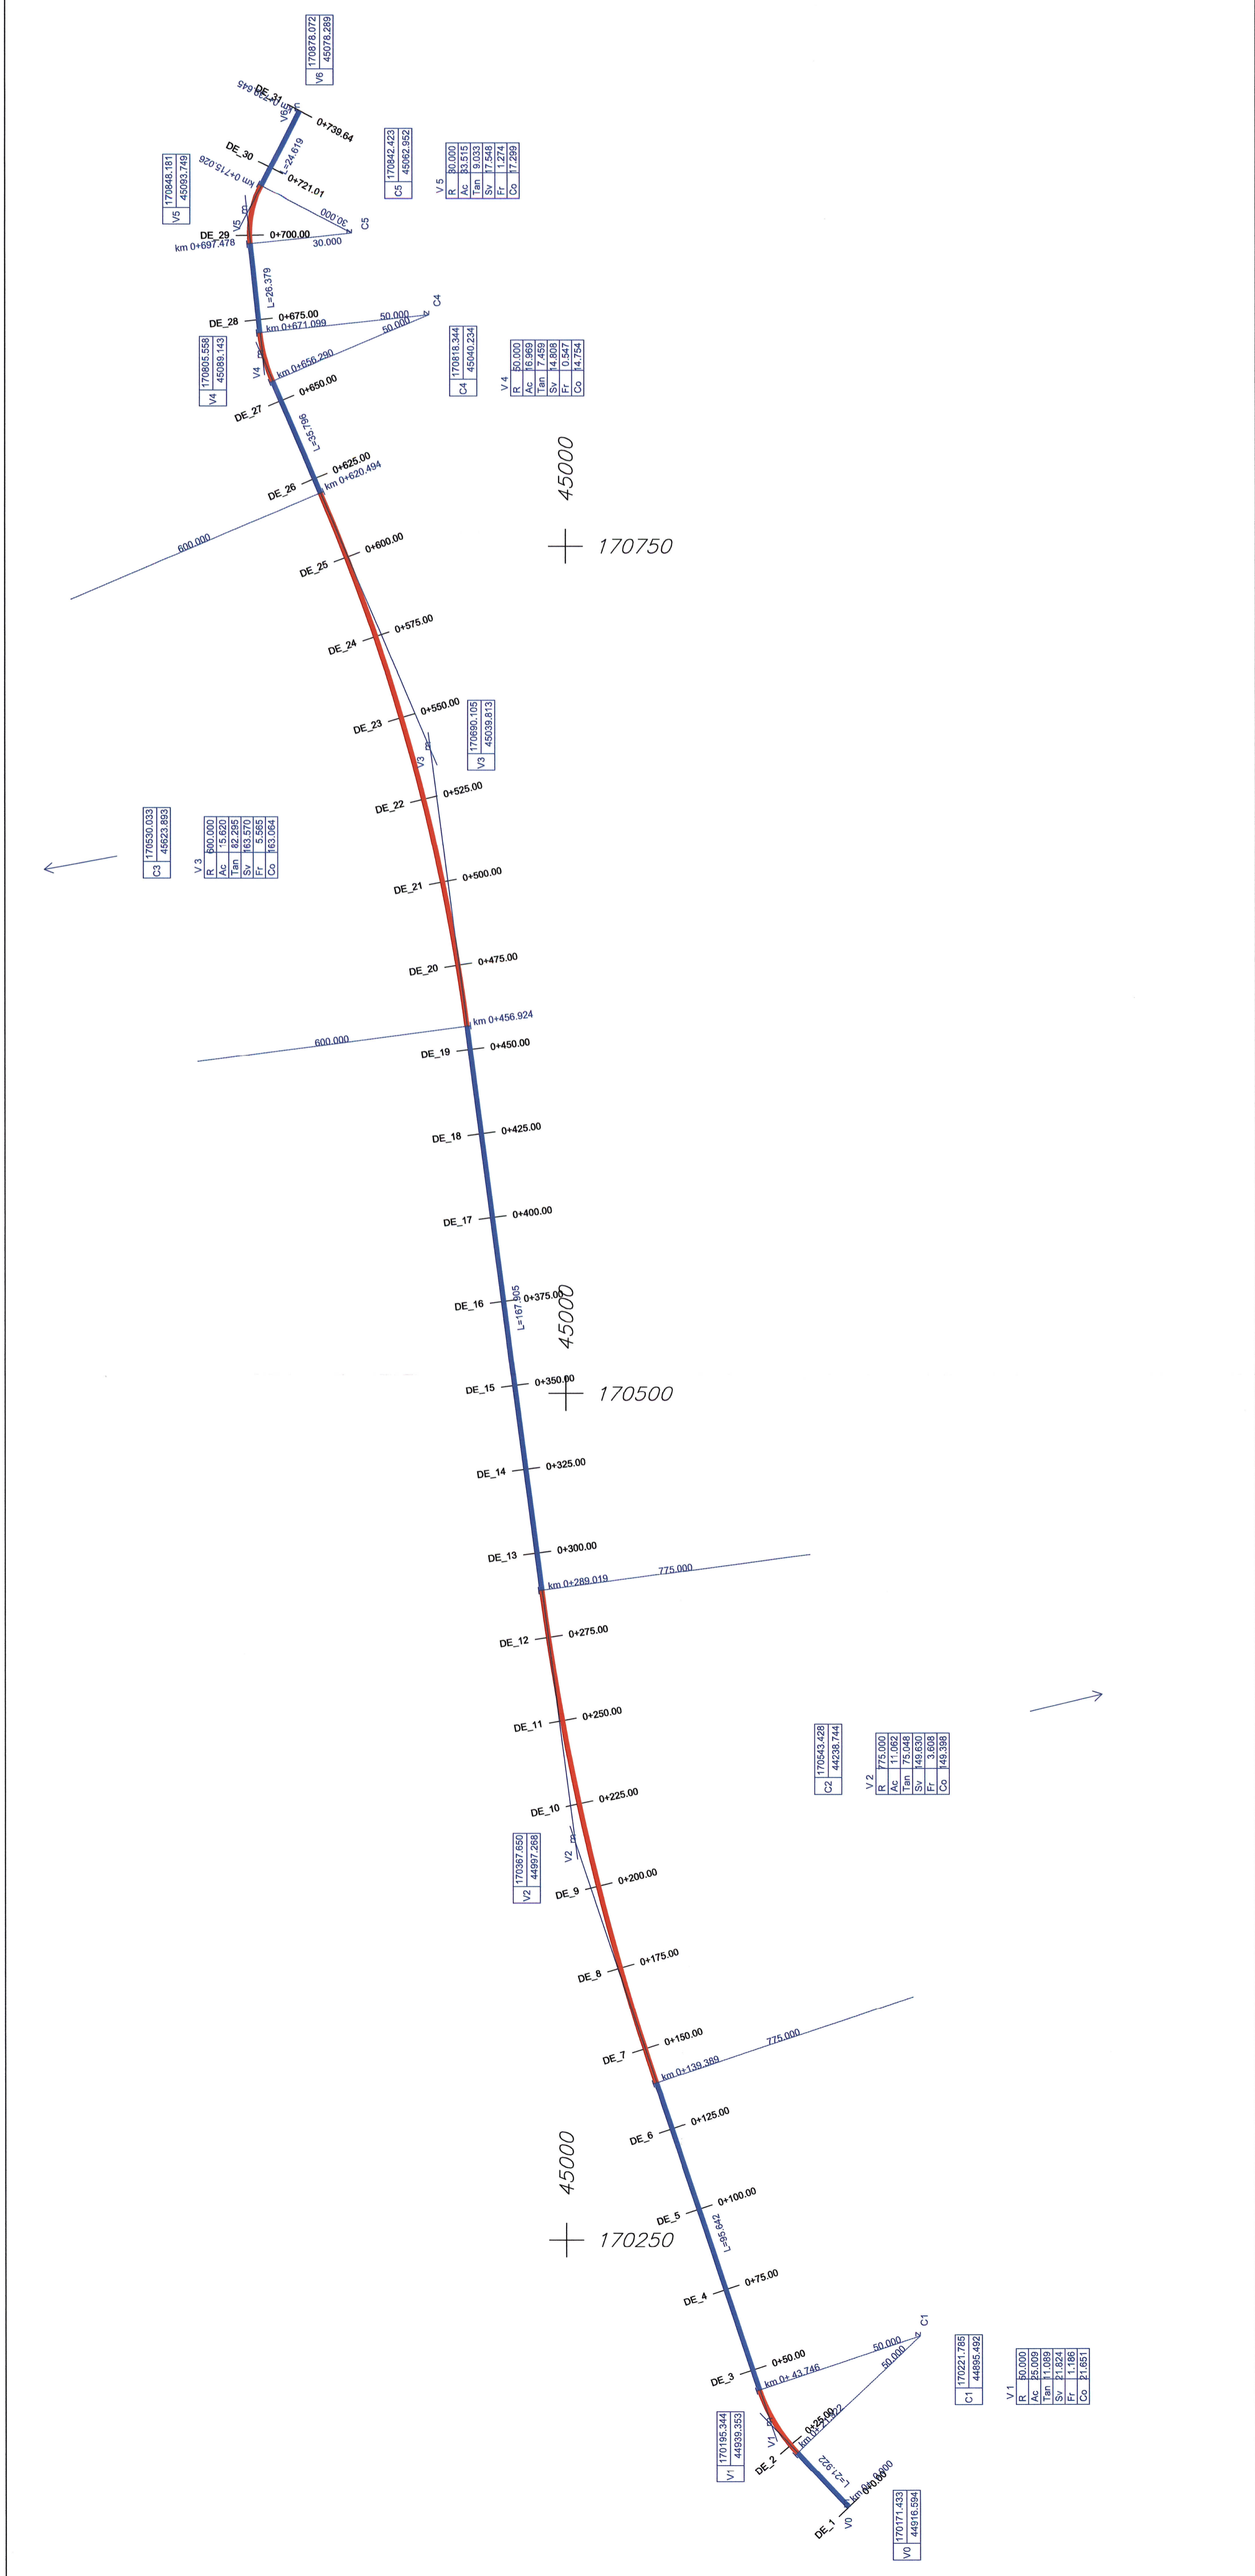 170878.072
V6 45078.289
DE_31
km 0+739.645
V6
E
0+739.64
L=24.619
DE_30
km 0+715.026
0+721.01
170848.181
V5 45093.749
170842.423
C5 45062.952
V 5
R 30.000
Ac 33.515
Tan 9.033
Sv 17.548
Fr 1.274
Co 17.299
V5
30.000
C5
DE_29
0+700.00
km 0+697.478
30.000
L=26.379
DE_28
0+675.00
km 0+671.099
50.000
50.000
C4
170805.558
V4 45089.143
V4
km 0+656.290
170818.344
C4 45040.234
V 4
R 50.000
Ac 16.969
Tan 7.459
Sv 14.808
Fr 0.547
Co 14.754
DE_27
0+650.00
L=35.796
DE_26
0+625.00
km 0+620.494
45000
170750
600.000
DE_25
0+600.00
DE_24
0+575.00
DE_23
0+550.00
V3
170690.105
V3 45039.813
DE_22
0+525.00
170530.033
C3 45623.893
V 3
R 600.000
Ac 15.620
Tan 82.295
Sv 163.570
Fr 5.565
Co 163.064
DE_21
0+500.00
DE_20
0+475.00
km 0+456.924
600.000
DE_19
0+450.00
DE_18
0+425.00
DE_17
0+400.00
DE_16
0+375.00
L=167.905
45000
DE_15
0+350.00
170500
DE_14
0+325.00
DE_13
0+300.00
km 0+289.019
775.000
DE_12
0+275.00
DE_11
0+250.00
170543.428
C2 44238.744
V 2
R 775.000
Ac 11.062
Tan 75.048
Sv 149.630
Fr 3.608
Co 149.398
DE_10
0+225.00
V2
170367.650
V2 44997.268
DE_9
0+200.00
DE_8
0+175.00
DE_7
0+150.00
775.000
km 0+139.389
DE_6
0+125.00
45000
170250
DE_5
0+100.00
L=95.642
DE_4
0+75.00
C1
50.000
50.000
DE_3
0+50.00
km 0+ 43.746
170221.785
C1 44895.492
V 1
R 50.000
Ac 25.009
Tan 11.089
Sv 21.824
Fr 1.186
Co 21.651
170195.344
V1 44939.353
V1
0+25.00
km 0+ 21.922
DE_2
L=21.922
km 0+ 0.000
0+0.00
DE_1
V0
170171.433
V0 44916.594